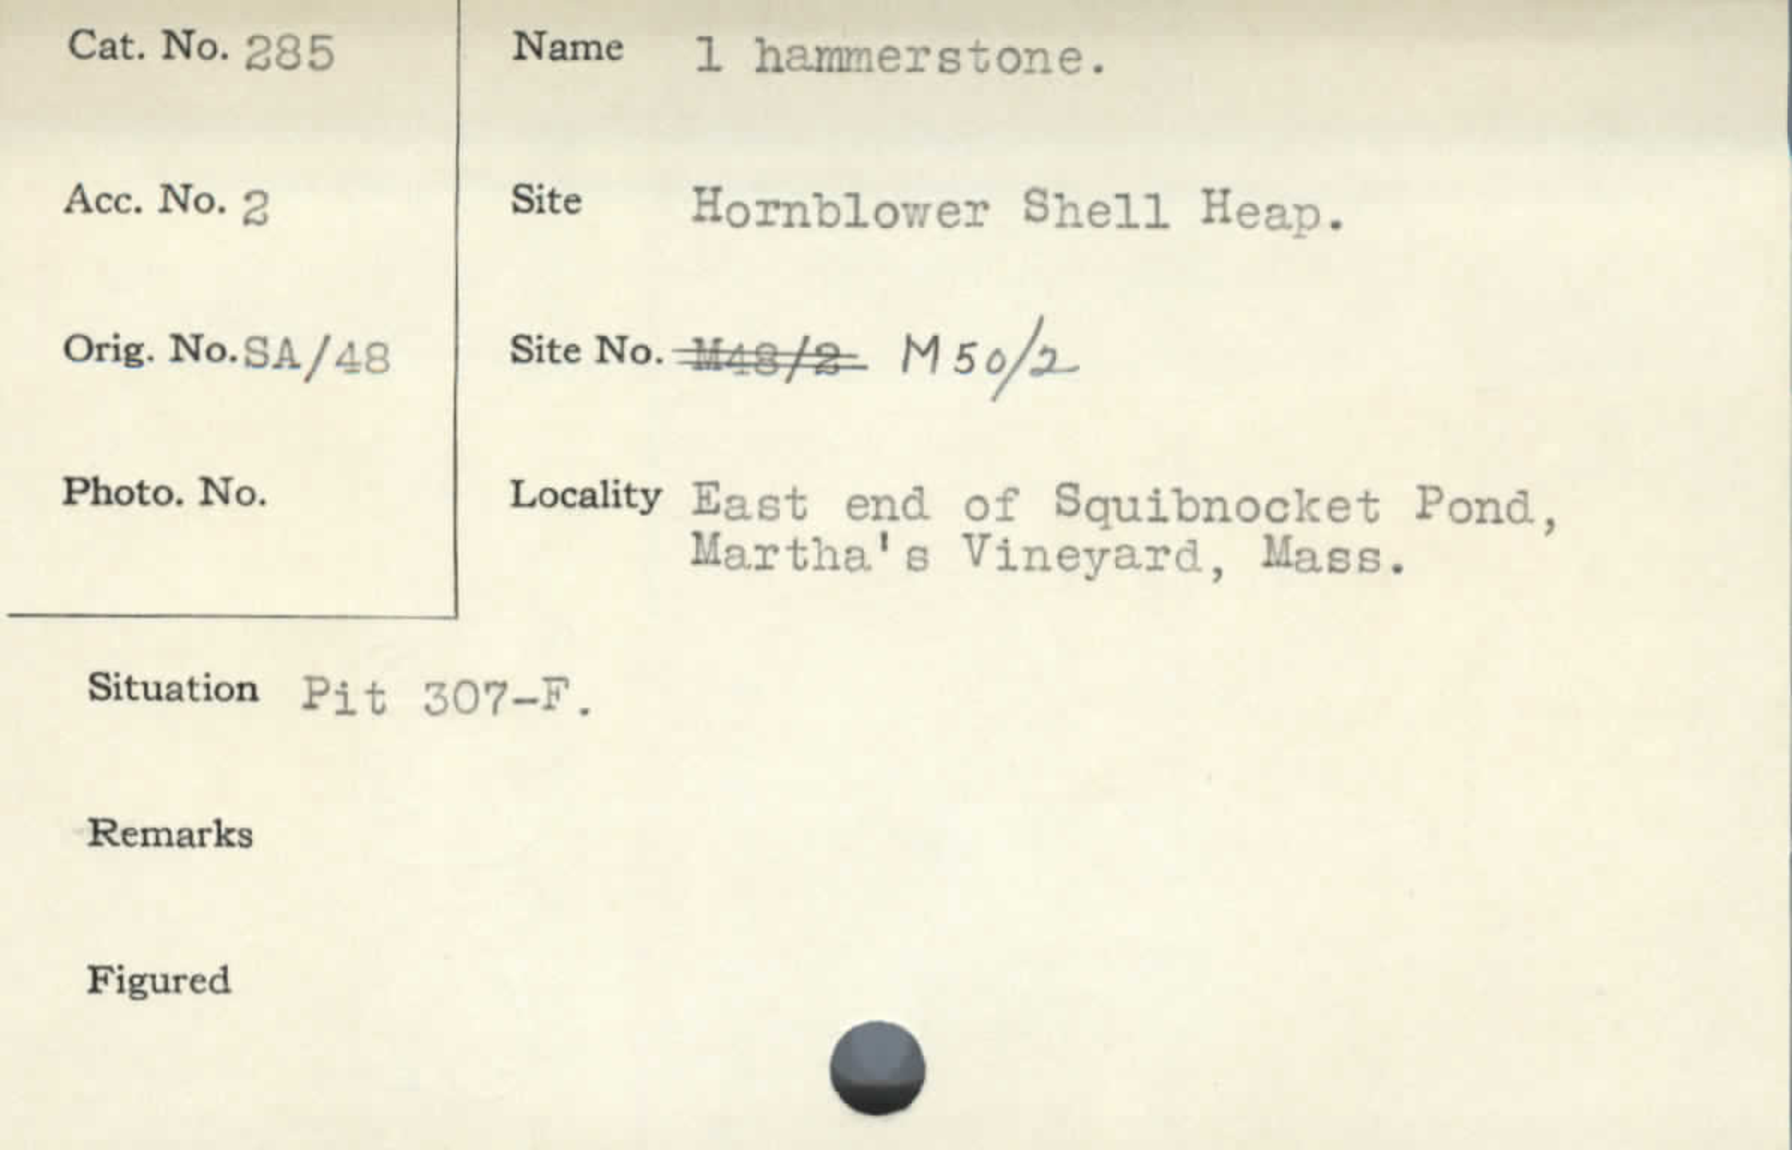 Cat. No. 285
Name 1 hammerstone.
Acc. No. 2
Site Hornblower Shell Heap.
Orig. No. SA/48
Site No. M48/2 M50/2
Photo. No.
Locality East end of Squibnocket Pond,
Martha's Vineyard, Mass.
Situation Pit 307-F.
Remarks
Figured